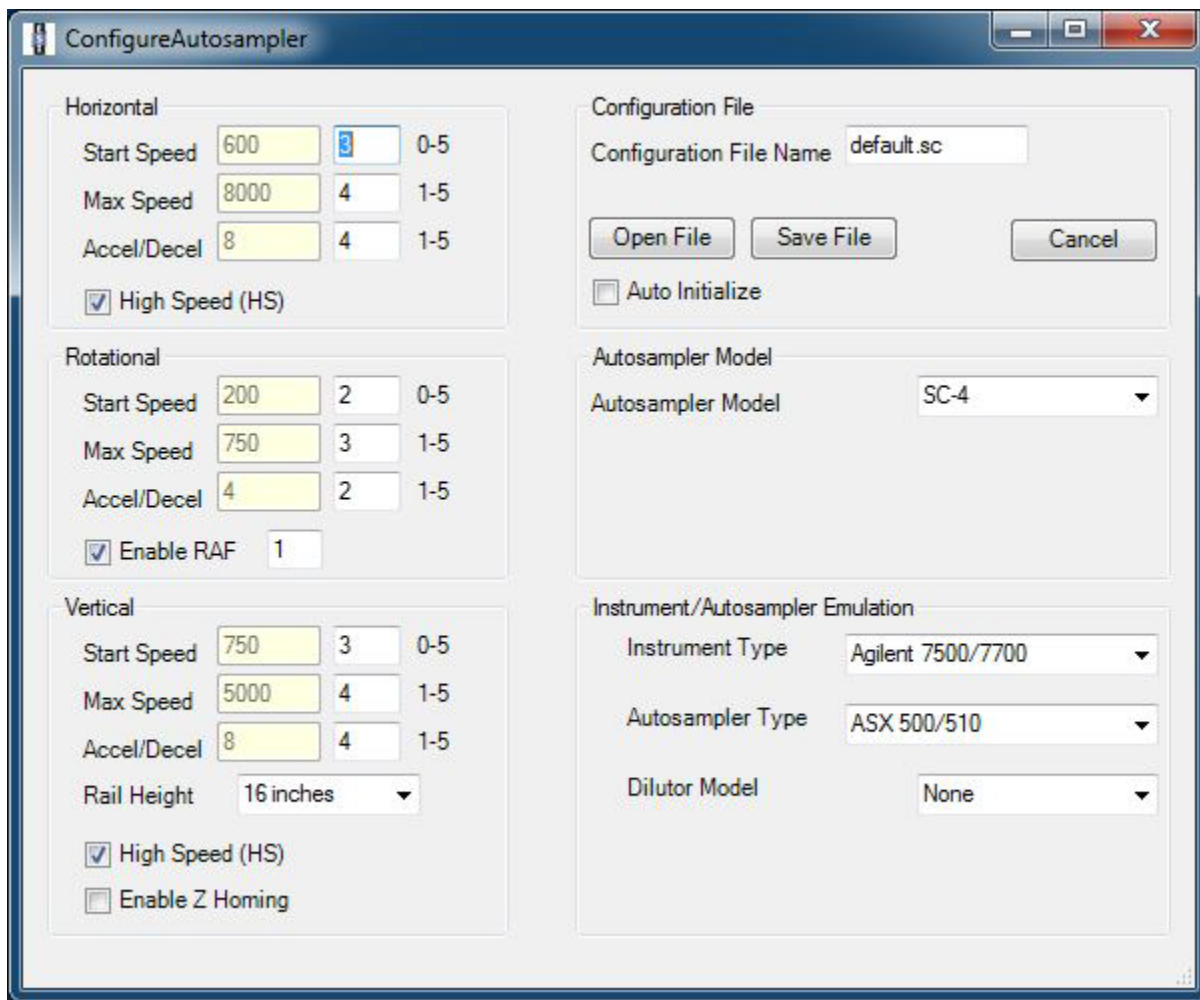 ConfigureAutosampler
Horizontal
Start Speed 600 3 0-5
Max Speed 8000 4 1-5
Accel/Decel 8 4 1-5
High Speed (HS)
Configuration File
Configuration File Name default.sc
Open File Save File Cancel
Auto Initialize
Rotational
Start Speed 200 2 0-5
Max Speed 750 3 1-5
Accel/Decel 4 2 1-5
Enable RAF 1
Autosampler Model
Autosampler Model SC-4
Vertical
Start Speed 750 3 0-5
Max Speed 5000 4 1-5
Accel/Decel 8 4 1-5
Rail Height 16 inches
High Speed (HS)
Enable Z Homing
Instrument/Autosampler Emulation
Instrument Type Agilent 7500/7700
Autosampler Type ASX 500/510
Dilutor Model None